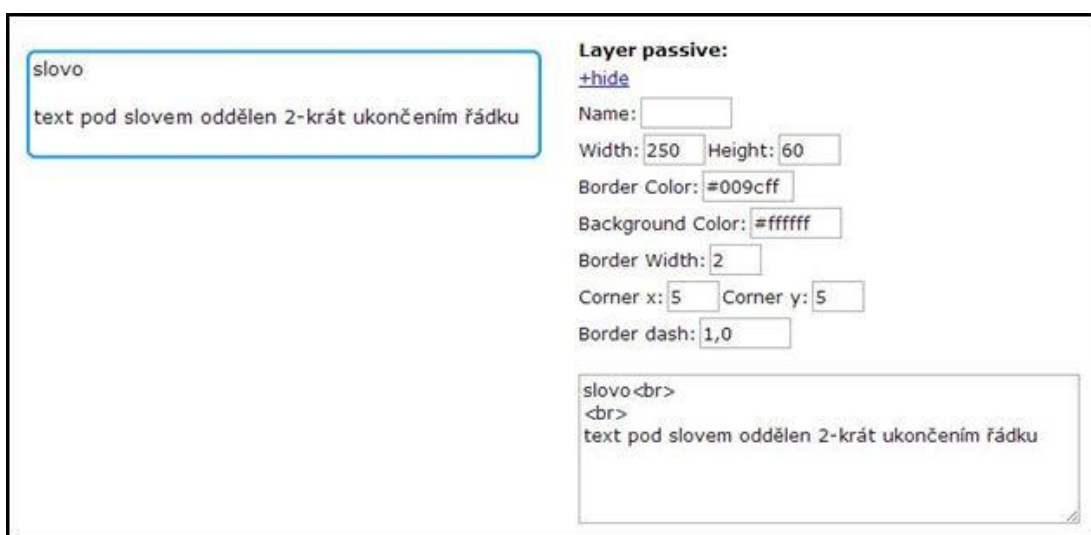 slovo
text pod slovem oddělen 2-krát ukončením řádku
Layer passive:
+hide
Name:
Width: 250 Height: 60
Border Color: #009cff
Background Color: #ffffff
Border Width: 2
Corner x: 5 Corner y: 5
Border dash: 1,0
slovo<br>
<br>
text pod slovem oddělen 2-krát ukončením řádku